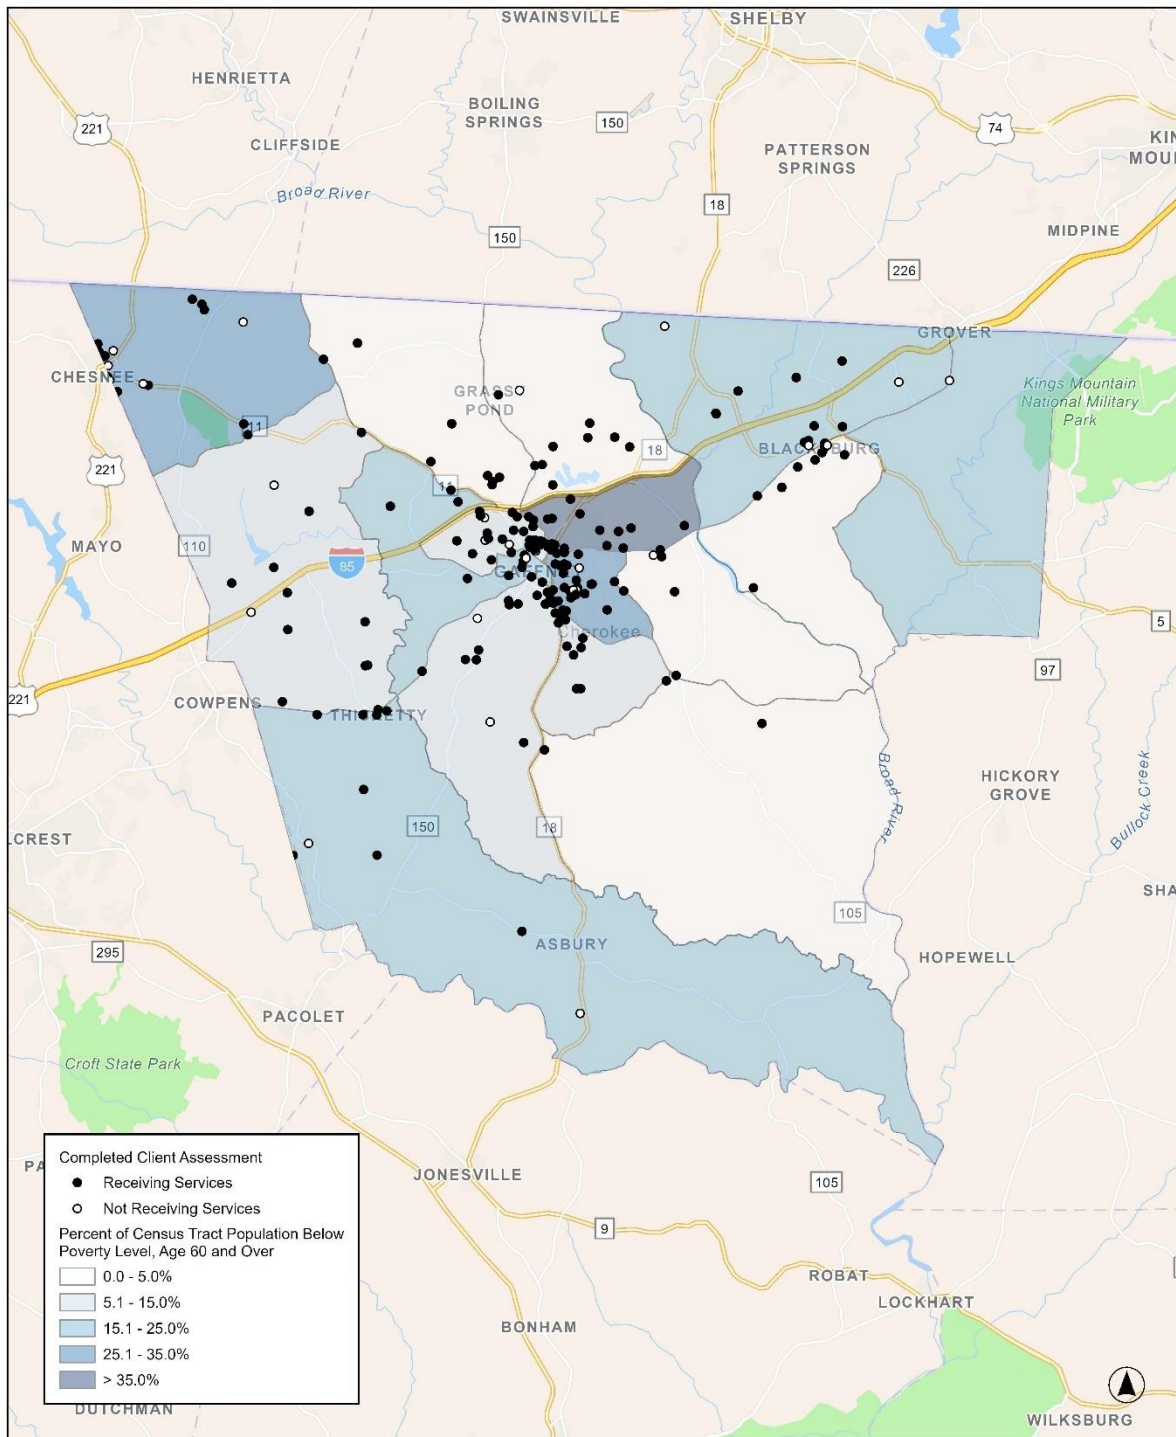 SWAINSVILLE
SHELBY
HENRIETTA
BOILING
SPRINGS
150
221
74
CLIFFSIDE
PATTERSON
SPRINGS
KIN
MOU
Broad River
18
150
MIDPINE
226
GROVER
CHESNEE
GRASS
POND
Kings Mountain
National Military
Park
11
18
221
11
MAYO
110
85
Cherokee
5
97
221
COWPENS
Broad River
HICKORY
GROVE
Bullock Creek
LCREST
150
18
SHA
105
295
ASBURY
HOPEWELL
PACOLET
Croft State Park
PA
JONESVILLE
105
9
ROBAT
LOCKHART
BONHAM
DUTCHMAN
WILKSBURG
Completed Client Assessment
Receiving Services
Not Receiving Services
Percent of Census Tract Population Below
Poverty Level, Age 60 and Over
0.0 - 5.0%
5.1 - 15.0%
15.1 - 25.0%
25.1 - 35.0%
> 35.0%